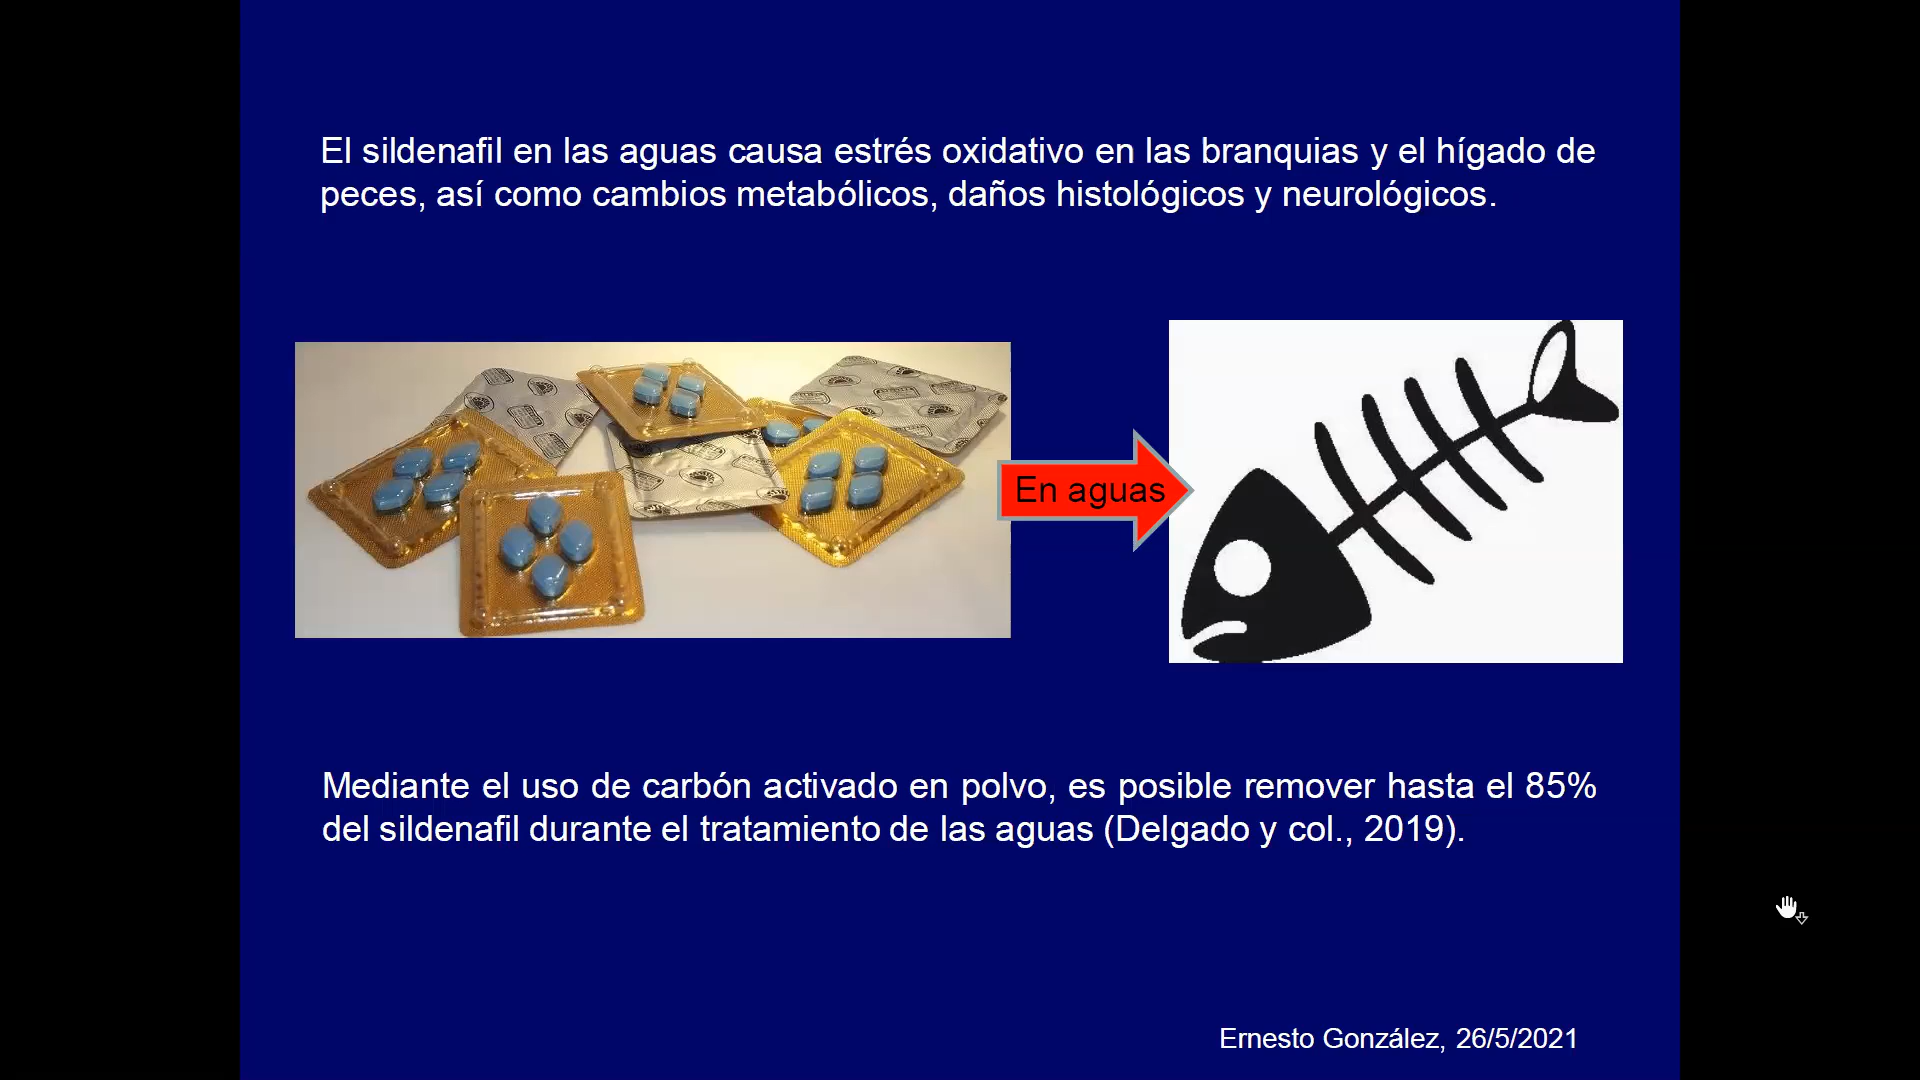 El sildenafil en las aguas causa estrés oxidativo en las branquias y el hígado de
peces, así como cambios metabólicos, daños histológicos y neurológicos.
En aguas
Mediante el uso de carbón activado en polvo, es posible remover hasta el 85%
del sildenafil durante el tratamiento de las aguas (Delgado y col., 2019).
Ernesto González, 26/5/2021